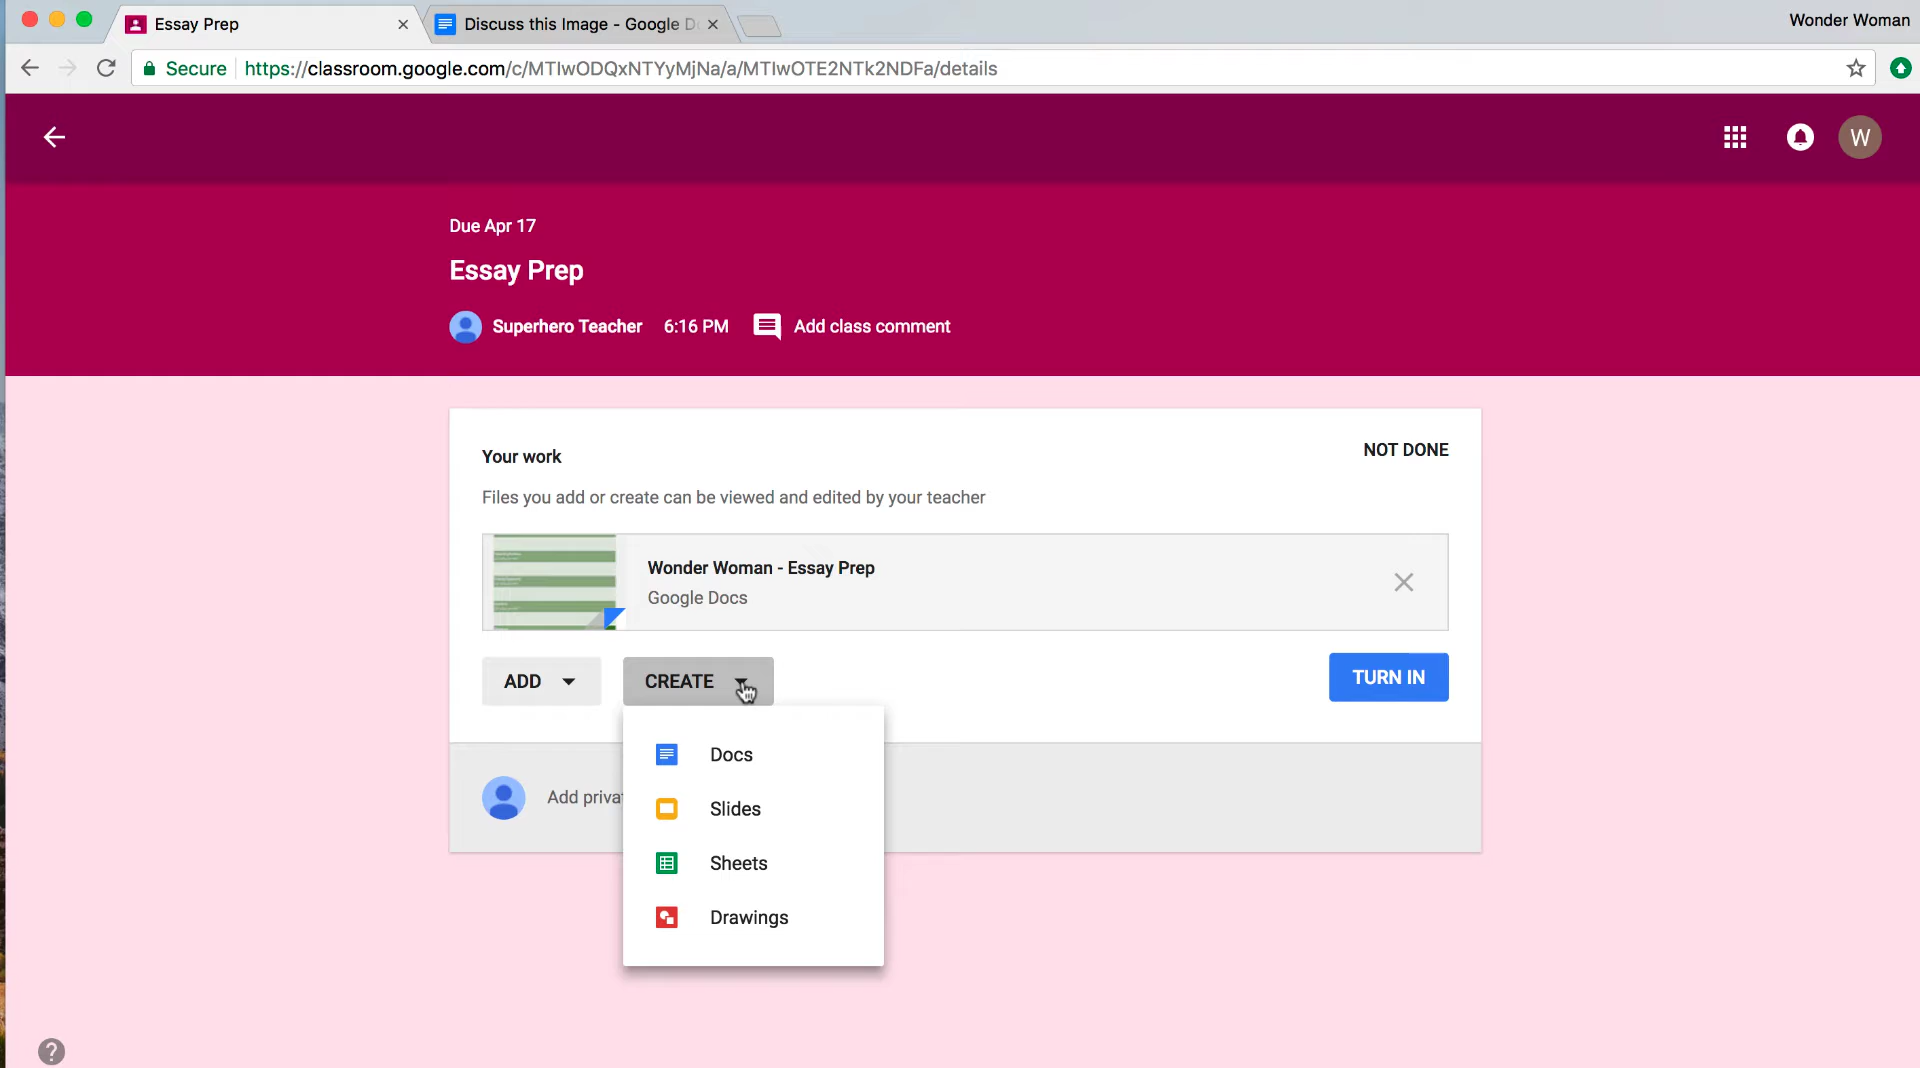 Essay Prep
Discuss this Image - Google D
Wonder Woman
Secure https://classroom.google.com/c/MTIwODQxNTYyMjNa/a/MTIwOTE2NTk2NDFa/details
W
Due Apr 17
Essay Prep
Superhero Teacher 6:16 PM Add class comment
Your work
NOT DONE
Files you add or create can be viewed and edited by your teacher
Wonder Woman - Essay Prep
Google Docs
ADD CREATE TURN IN
Docs
Add priva
Slides
Sheets
Drawings
?